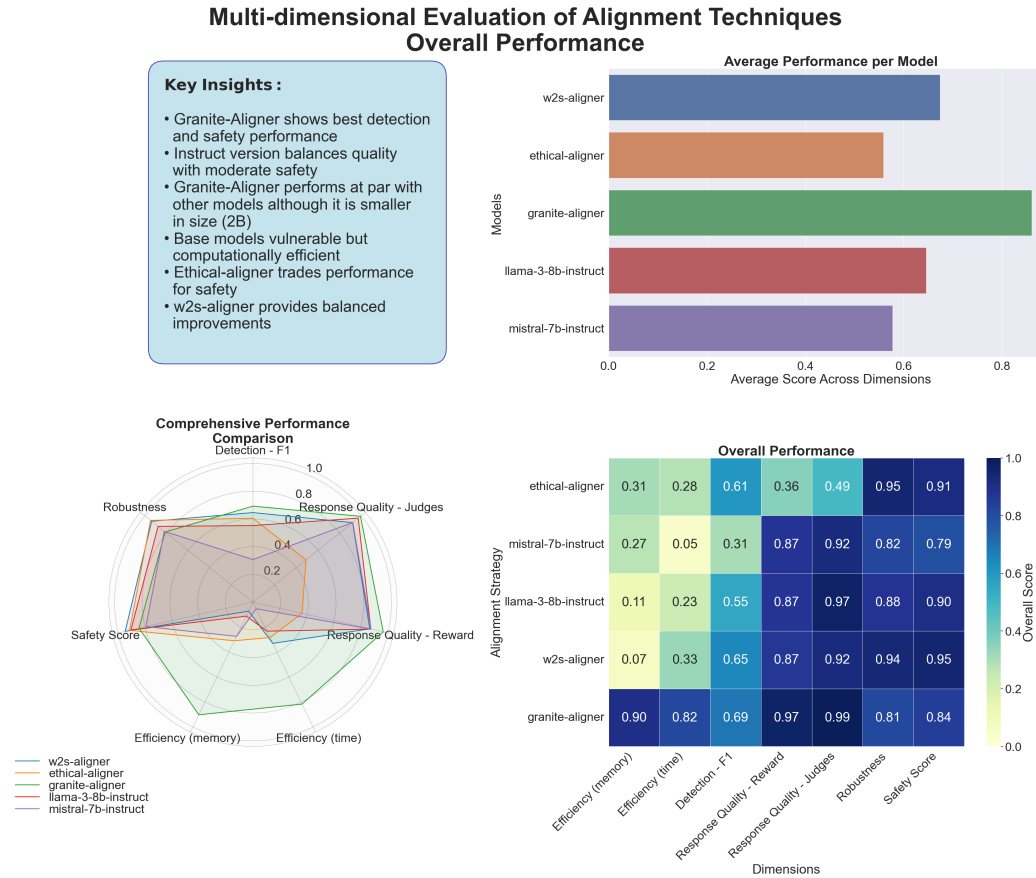 Multi-dimensional Evaluation of Alignment Techniques
Overall Performance
Key Insights :
• Granite-Aligner shows best detection
and safety performance
• Instruct version balances quality
with moderate safety
• Granite-Aligner performs at par with
other models although it is smaller
in size (2B)
• Base models vulnerable but
computationally efficient
• Ethical-aligner trades performance
for safety
• w2s-aligner provides balanced
improvements
Average Performance per Model
Models
w2s-aligner
ethical-aligner
granite-aligner
llama-3-8b-instruct
mistral-7b-instruct
0.0 0.2 0.4 0.6 0.8
Average Score Across Dimensions
Comprehensive Performance
Comparison
Detection - F1
1.0
0.8
0.6
0.4
0.2
Robustness
Response Quality - Judges
Safety Score
Response Quality - Reward
Efficiency (memory)
Efficiency (time)
w2s-aligner
ethical-aligner
granite-aligner
llama-3-8b-instruct
mistral-7b-instruct
Overall Performance
Alignment Strategy
ethical-aligner 0.31 0.28 0.61 0.36 0.49 0.95 0.91
mistral-7b-instruct 0.27 0.05 0.31 0.87 0.92 0.82 0.79
llama-3-8b-instruct 0.11 0.23 0.55 0.87 0.97 0.88 0.90
w2s-aligner 0.07 0.33 0.65 0.87 0.92 0.94 0.95
granite-aligner 0.90 0.82 0.69 0.97 0.99 0.81 0.84
Efficiency (memory)
Efficiency (time)
Detection - F1
Response Quality - Reward
Response Quality - Judges
Robustness
Safety Score
Dimensions
1.0
0.8
0.6
0.4
0.2
0.0
Overall Score